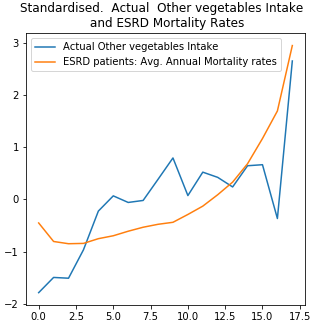 Standardised.  Actual  Other vegetables Intake
and ESRD Mortality Rates
Actual Other vegetables Intake
ESRD patients: Avg. Annual Mortality rates
3
2
1
0
−1
−2
0.0 2.5 5.0 7.5 10.0 12.5 15.0 17.5